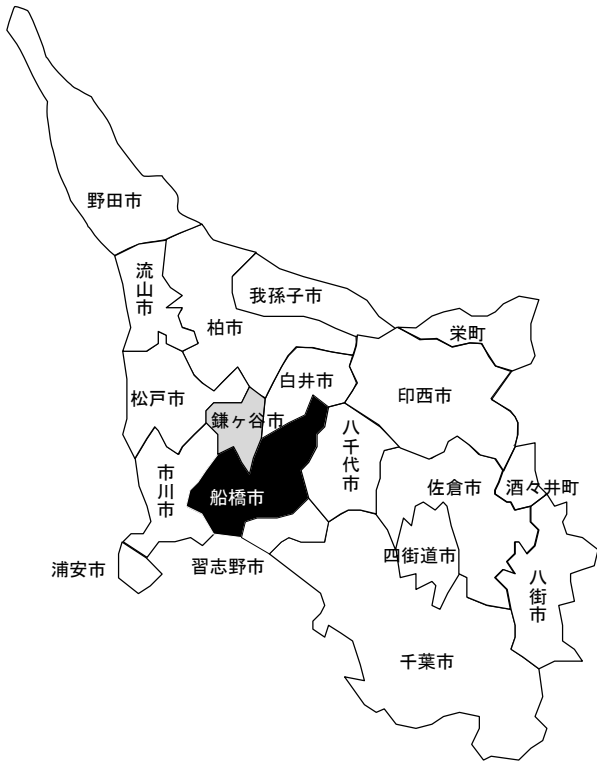 野田市
流山市
我孫子市
柏市
栄町
白井市
印西市
松戸市
鎌ヶ谷市
八千代市
市川市
船橋市
佐倉市
酒々井町
四街道市
浦安市
習志野市
八街市
千葉市